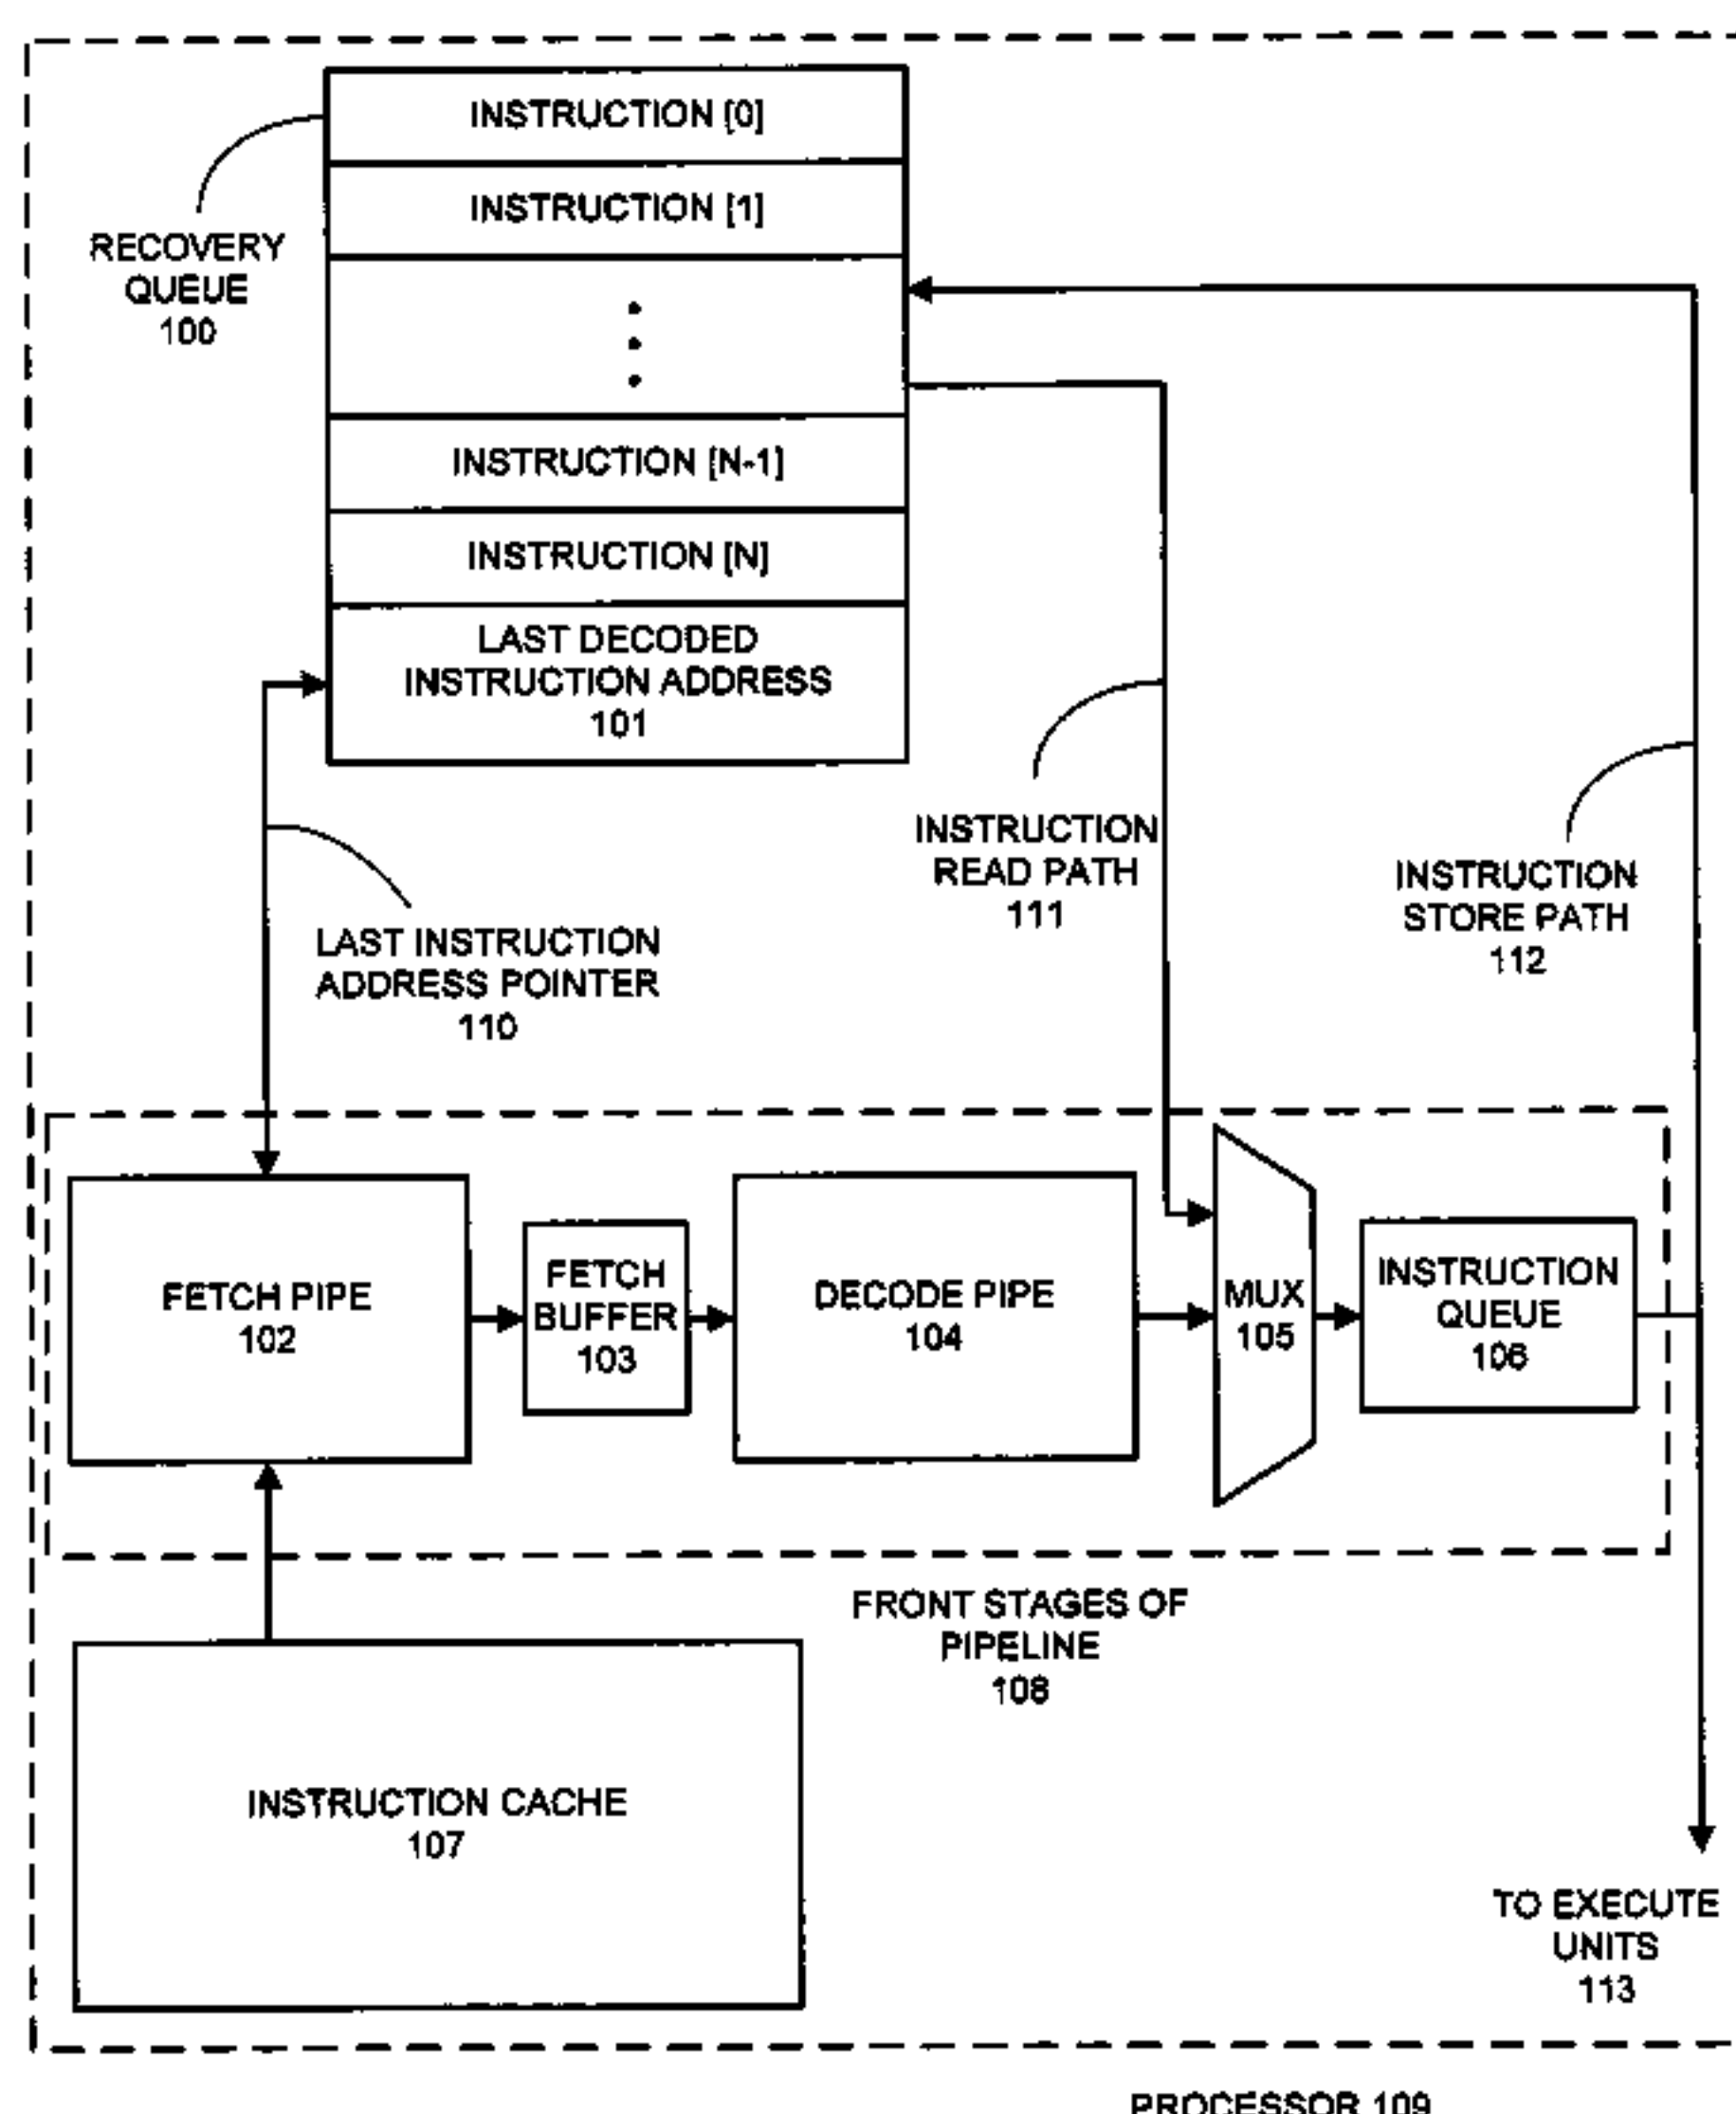 INSTRUCTION [0]
INSTRUCTION [1]
RECOVERY
QUEUE
100
INSTRUCTION [N-1]
INSTRUCTION [N]
LAST DECODED
INSTRUCTION ADDRESS
101
INSTRUCTION
READ PATH
111
INSTRUCTION
STORE PATH
112
LAST INSTRUCTION
ADDRESS POINTER
110
FETCH PIPE
102
FETCH
BUFFER
103
DECODE PIPE
104
MUX
105
INSTRUCTION
QUEUE
106
FRONT STAGES OF
PIPELINE
108
INSTRUCTION CACHE
107
TO EXECUTE
UNITS
113
PROCESSOR 109